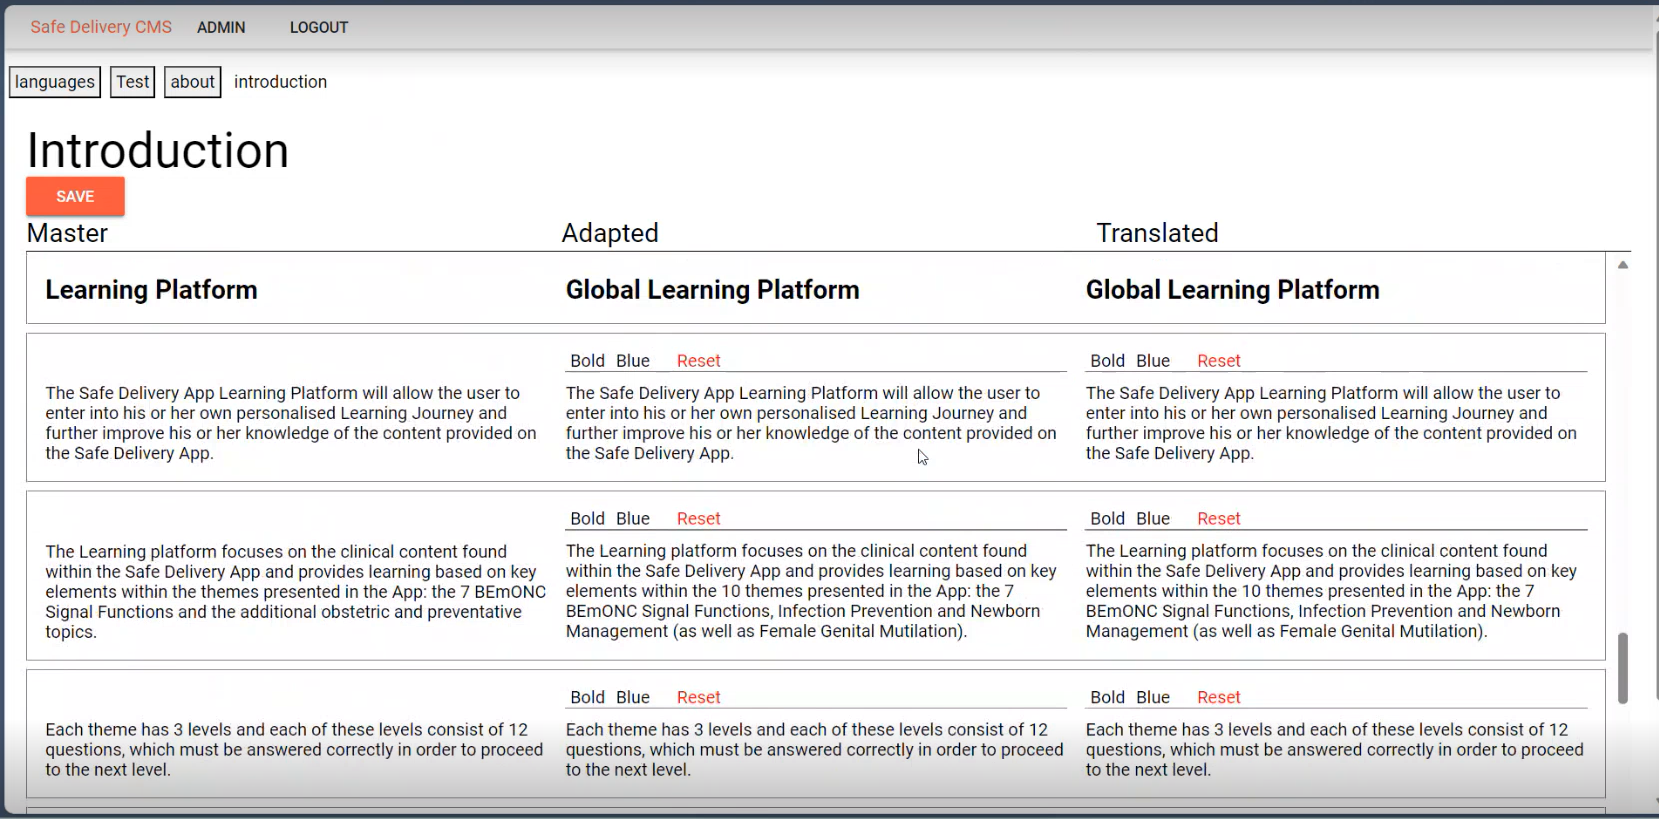 Safe Delivery CMS ADMIN LOGOUT
languages Test about introduction
Introduction
SAVE
Master Adapted Translated
Learning Platform Global Learning Platform Global Learning Platform
The Safe Delivery App Learning Platform will allow the user to
enter into his or her own personalised Learning Journey and
further improve his or her knowledge of the content provided on
the Safe Delivery App.
Bold Blue Reset
The Safe Delivery App Learning Platform will allow the user to
enter into his or her own personalised Learning Journey and
further improve his or her knowledge of the content provided on
the Safe Delivery App.
Bold Blue Reset
The Safe Delivery App Learning Platform will allow the user to
enter into his or her own personalised Learning Journey and
further improve his or her knowledge of the content provided on
the Safe Delivery App.
The Learning platform focuses on the clinical content found
within the Safe Delivery App and provides learning based on key
elements within the themes presented in the App: the 7 BEmONC
Signal Functions and the additional obstetric and preventative
topics.
Bold Blue Reset
The Learning platform focuses on the clinical content found
within the Safe Delivery App and provides learning based on key
elements within the 10 themes presented in the App: the 7
BEmONC Signal Functions, Infection Prevention and Newborn
Management (as well as Female Genital Mutilation).
Bold Blue Reset
The Learning platform focuses on the clinical content found
within the Safe Delivery App and provides learning based on key
elements within the 10 themes presented in the App: the 7
BEmONC Signal Functions, Infection Prevention and Newborn
Management (as well as Female Genital Mutilation).
Each theme has 3 levels and each of these levels consist of 12
questions, which must be answered correctly in order to proceed
to the next level.
Bold Blue Reset
Each theme has 3 levels and each of these levels consist of 12
questions, which must be answered correctly in order to proceed
to the next level.
Bold Blue Reset
Each theme has 3 levels and each of these levels consist of 12
questions, which must be answered correctly in order to proceed
to the next level.